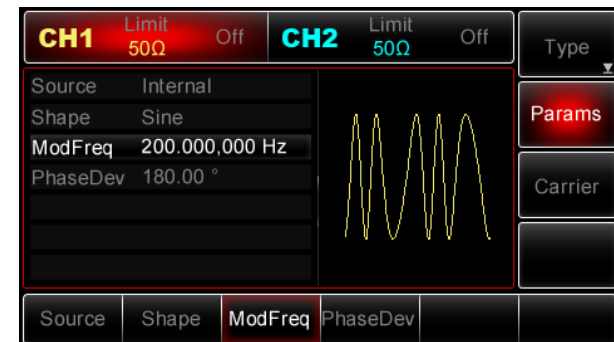 CH1 Limit 50Ω Off CH2 Limit 50Ω Off
Type
Source Internal
Shape Sine
ModFreq 200.000,000 Hz
PhaseDev 180.00 °
Params
Carrier
Source Shape ModFreq PhaseDev